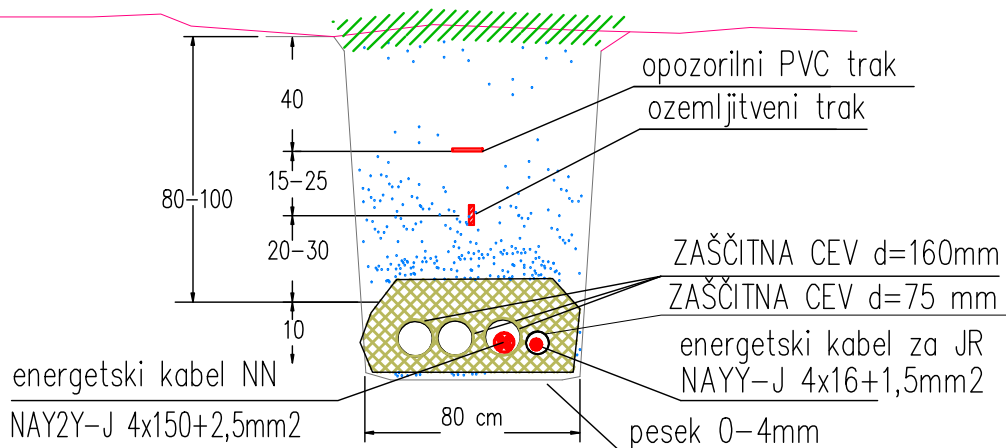 opozorilni PVC trak
ozemljitveni trak
40
15-25
80-100
20-30
10
ZAŠČITNA CEV d=160mm
ZAŠČITNA CEV d=75 mm
energetski kabel za JR
NAYY-J 4x16+1,5mm2
energetski kabel NN
NAY2Y-J 4x150+2,5mm2
80 cm
pesek 0-4mm